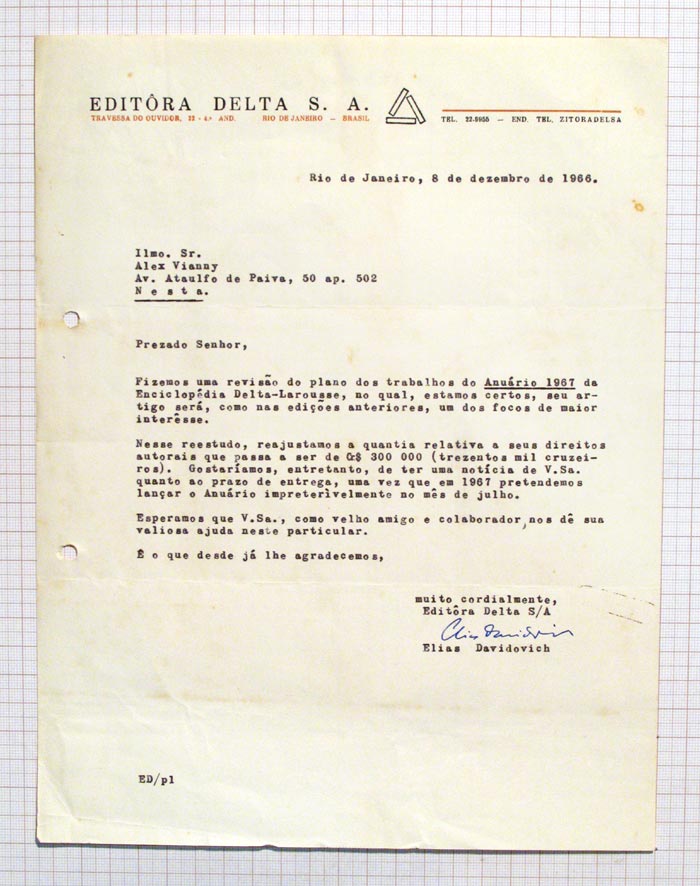 EDITÔRA DELTA S. A.
TRAVESSA DO OUVIDOR, 22 - 4.º AND. RIO DE JANEIRO — BRASIL
TEL. 22-9955 — END. TEL. ZITORADELSA
Rio de Janeiro, 8 de dezembro de 1966.
Ilmo. Sr.
Alex Vianny
Av. Ataulfo de Paiva, 50 ap. 502
N e s t a.
Prezado Senhor,
Fizemos uma revisão do plano dos trabalhos do Anuário 1967 da
Enciclopédia Delta-Larousse, no qual, estamos certos, seu ar-
tigo será, como nas edições anteriores, um dos focos de maior
interêsse.
Nesse reestudo, reajustamos a quantia relativa a seus direitos
autorais que passa a ser de Cr$ 300 000 (trezentos mil cruzei-
ros). Gostaríamos, entretanto, de ter uma notícia de V.Sa.
quanto ao prazo de entrega, uma vez que em 1967 pretendemos
lançar o Anuário impreterìvelmente no mês de julho.
Esperamos que V.Sa., como velho amigo e colaborador, nos dê sua
valiosa ajuda neste particular.
É o que desde já lhe agradecemos,
muito cordialmente,
Editôra Delta S/A
Elias Davidovich
Elias Davidovich
ED/pl